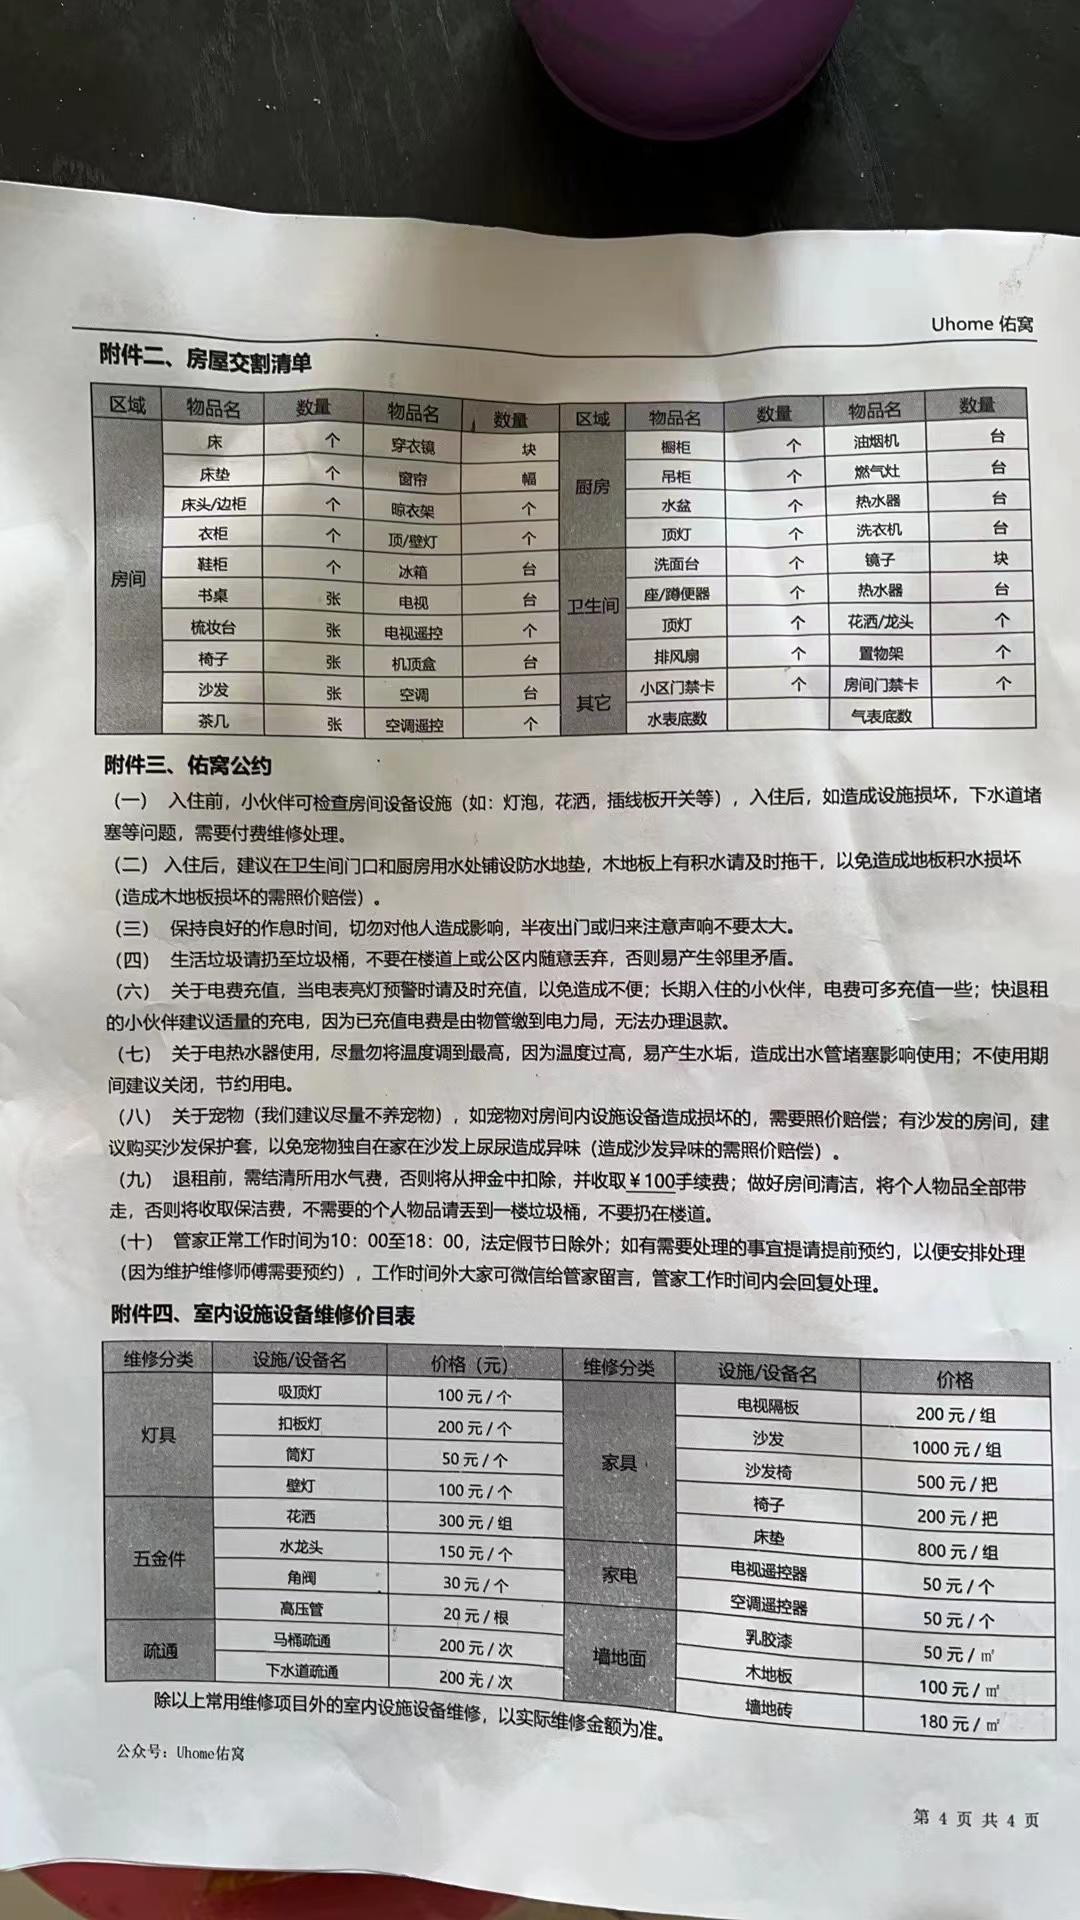 Uhome 佑窝
附件二、房屋交割清单
区域 物品名 数量 物品名 数量 区域 物品名 数量 物品名 数量
房间 床 个 穿衣镜 块 厨房 橱柜 个 油烟机 台
床垫 个 窗帘 幅 吊柜 个 燃气灶 台
床头/边柜 个 晾衣架 个 水盆 个 热水器 台
衣柜 个 顶/壁灯 个 顶灯 个 洗衣机 台
鞋柜 个 冰箱 台 卫生间 洗面台 个 镜子 块
书桌 张 电视 台 座/蹲便器 个 热水器 台
梳妆台 张 电视遥控 个 顶灯 个 花洒/龙头 个
椅子 张 机顶盒 台 排风扇 个 置物架 个
沙发 张 空调 台 其它 小区门禁卡 个 房间门禁卡 个
茶几 张 空调遥控 个 水表底数 气表底数
附件三、佑窝公约
（一） 入住前，小伙伴可检查房间设备设施（如：灯泡，花洒，插线板开关等），入住后，如造成设施损坏，下水道堵
塞等问题，需要付费维修处理。
（二） 入住后，建议在卫生间门口和厨房用水处铺设防水地垫，木地板上有积水请及时拖干，以免造成地板积水损坏
（造成木地板损坏的需照价赔偿）。
（三） 保持良好的作息时间，切勿对他人造成影响，半夜出门或归来注意声响不要太大。
（四） 生活垃圾请扔至垃圾桶，不要在楼道上或公区内随意丢弃，否则易产生邻里矛盾。
（六） 关于电费充值，当电表亮灯预警时请及时充值，以免造成不便；长期入住的小伙伴，电费可多充值一些；快退租
的小伙伴建议适量的充电，因为已充值电费是由物管缴到电力局，无法办理退款。
（七） 关于电热水器使用，尽量勿将温度调到最高，因为温度过高，易产生水垢，造成出水管堵塞影响使用；不使用期
间建议关闭，节约用电。
（八） 关于宠物（我们建议尽量不养宠物），如宠物对房间内设施设备造成损坏的，需要照价赔偿；有沙发的房间，建
议购买沙发保护套，以免宠物独自在家在沙发上尿尿造成异味（造成沙发异味的需照价赔偿）。
（九） 退租前，需结清所用水气费，否则将从押金中扣除，并收取￥100手续费；做好房间清洁，将个人物品全部带
走，否则将收取保洁费，不需要的个人物品请丢到一楼垃圾桶，不要扔在楼道。
（十） 管家正常工作时间为10：00至18：00，法定假节日除外；如有需要处理的事宜提请提前预约，以便安排处理
（因为维护维修师傅需要预约），工作时间外大家可微信给管家留言，管家工作时间内会回复处理。
附件四、室内设施设备维修价目表
维修分类 设施/设备名 价格（元） 维修分类 设施/设备名 价格
灯具 吸顶灯 100 元 / 个 家具 电视隔板 200 元 / 组
扣板灯 200 元 / 个 沙发 1000 元 / 组
筒灯 50 元 / 个 沙发椅 500 元 / 把
壁灯 100 元 / 个 椅子 200 元 / 把
五金件 花洒 300 元 / 组 床垫 800 元 / 组
水龙头 150 元 / 个 家电 电视遥控器 50 元 / 个
角阀 30 元 / 个 空调遥控器 50 元 / 个
高压管 20 元 / 根 墙地面 乳胶漆 50 元 / ㎡
疏通 马桶疏通 200 元 / 次 木地板 100 元 / ㎡
下水道疏通 200 元 / 次 墙地砖 180 元 / ㎡
除以上常用维修项目外的室内设施设备维修，以实际维修金额为准。
公众号：Uhome佑窝
第 4 页 共 4 页